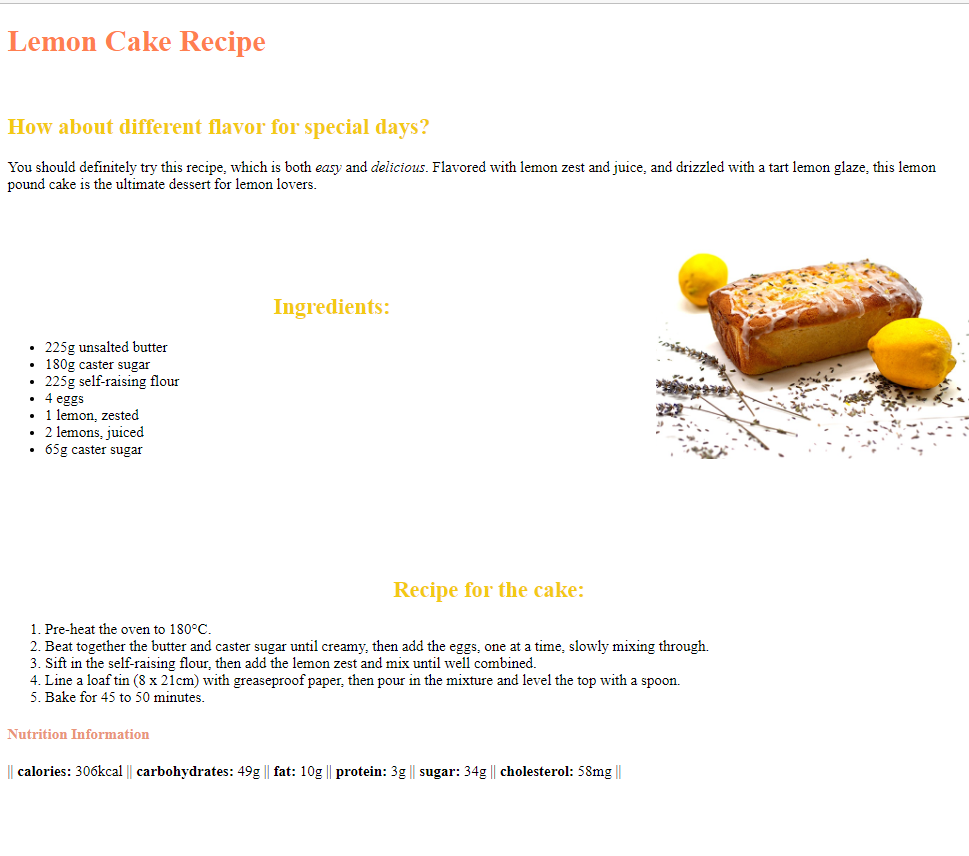 Lemon Cake Recipe
How about different flavor for special days?
You should definitely try this recipe, which is both easy and delicious. Flavored with lemon zest and juice, and drizzled with a tart lemon glaze, this lemon
pound cake is the ultimate dessert for lemon lovers.
Ingredients:
• 225g unsalted butter
• 180g caster sugar
• 225g self-raising flour
• 4 eggs
• 1 lemon, zested
• 2 lemons, juiced
• 65g caster sugar
Recipe for the cake:
1. Pre-heat the oven to 180°C.
2. Beat together the butter and caster sugar until creamy, then add the eggs, one at a time, slowly mixing through.
3. Sift in the self-raising flour, then add the lemon zest and mix until well combined.
4. Line a loaf tin (8 x 21cm) with greaseproof paper, then pour in the mixture and level the top with a spoon.
5. Bake for 45 to 50 minutes.
Nutrition Information
|| calories: 306kcal || carbohydrates: 49g || fat: 10g || protein: 3g || sugar: 34g || cholesterol: 58mg ||